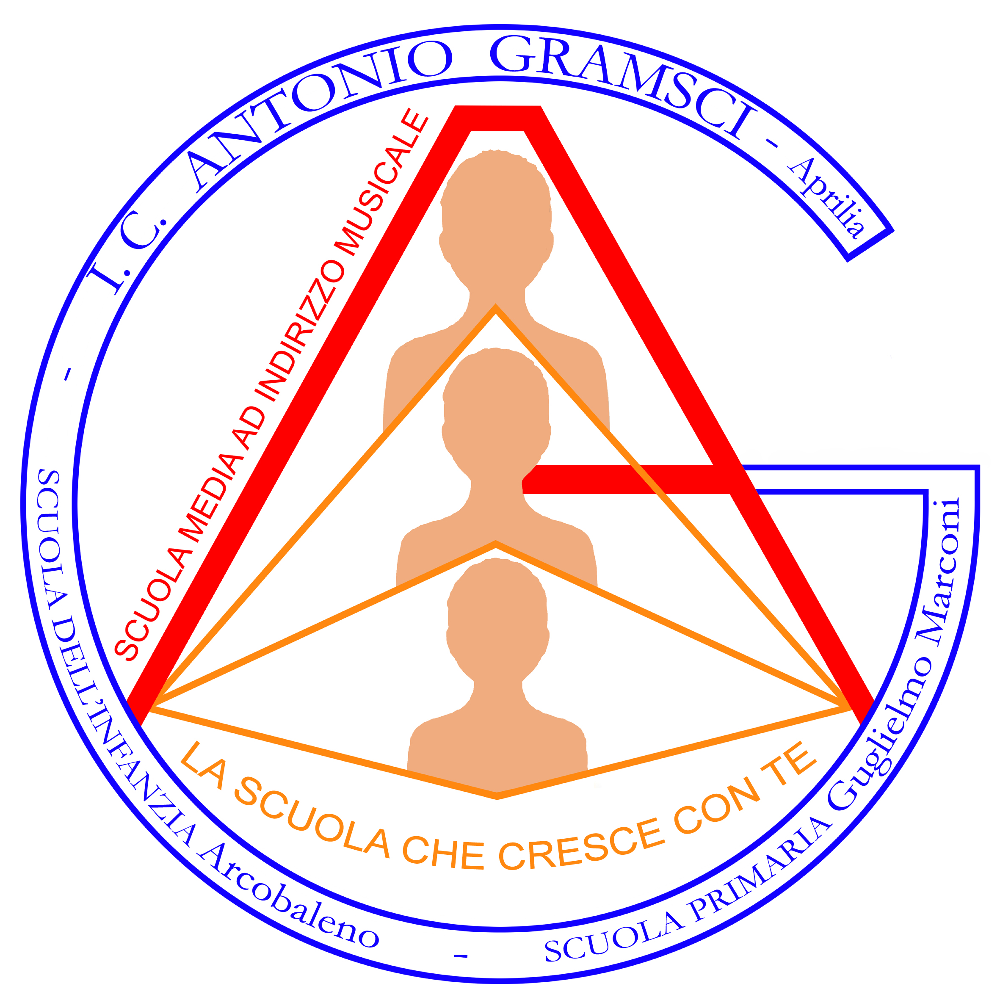 I. C. ANTONIO GRAMSCI - Aprilia
-
SCUOLA DELL'INFANZIA Arcobaleno - SCUOLA PRIMARIA Guglielmo Marconi
SCUOLA MEDIA AD INDIRIZZO MUSICALE
LA SCUOLA CHE CRESCE CON TE